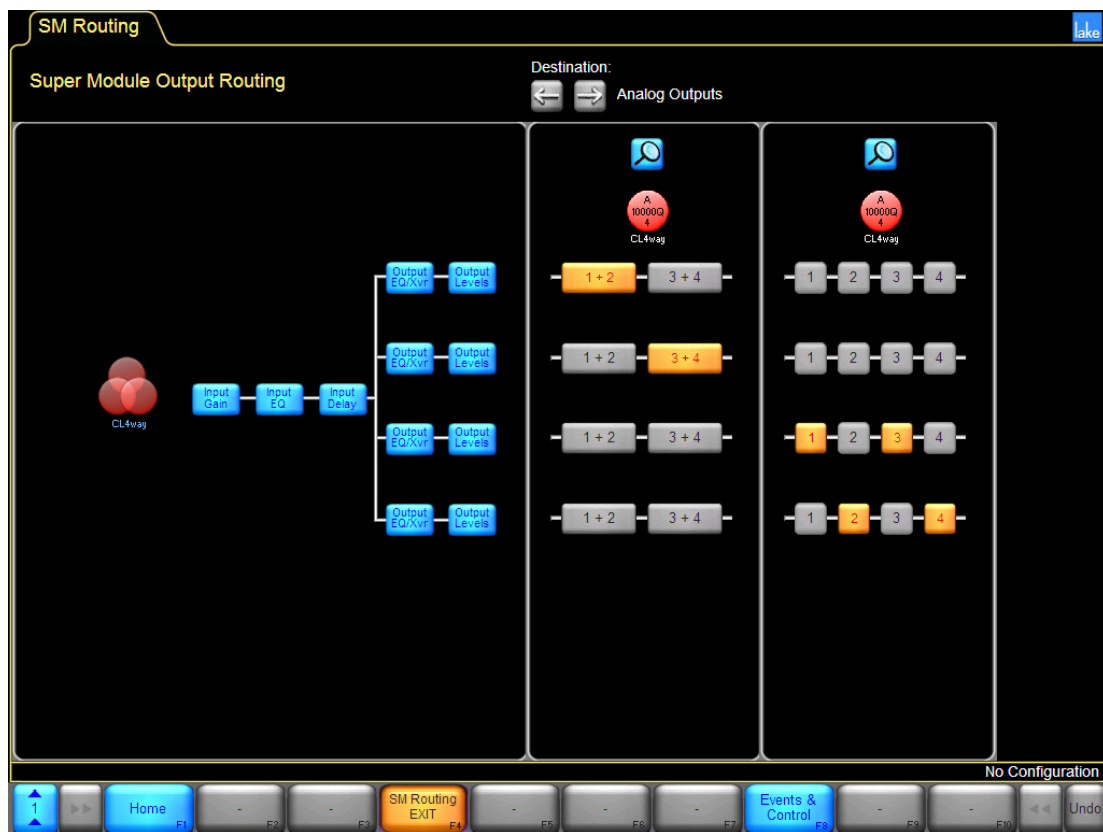 SM Routing
lake
Super Module Output Routing
Destination:
Analog Outputs
A
10000Q
4
CL4way
A
10000Q
4
CL4way
Output EQ/Xvr
Output Levels
1 + 2
3 + 4
1
2
3
4
Output EQ/Xvr
Output Levels
1 + 2
3 + 4
1
2
3
4
CL4way
Input Gain
Input EQ
Input Delay
Output EQ/Xvr
Output Levels
1 + 2
3 + 4
1
2
3
4
Output EQ/Xvr
Output Levels
1 + 2
3 + 4
1
2
3
4
No Configuration
1
Home
F1
-
F2
-
F3
SM Routing
EXIT
F4
-
F5
-
F6
-
F7
Events &
Control
F8
-
F9
-
F10
Undo